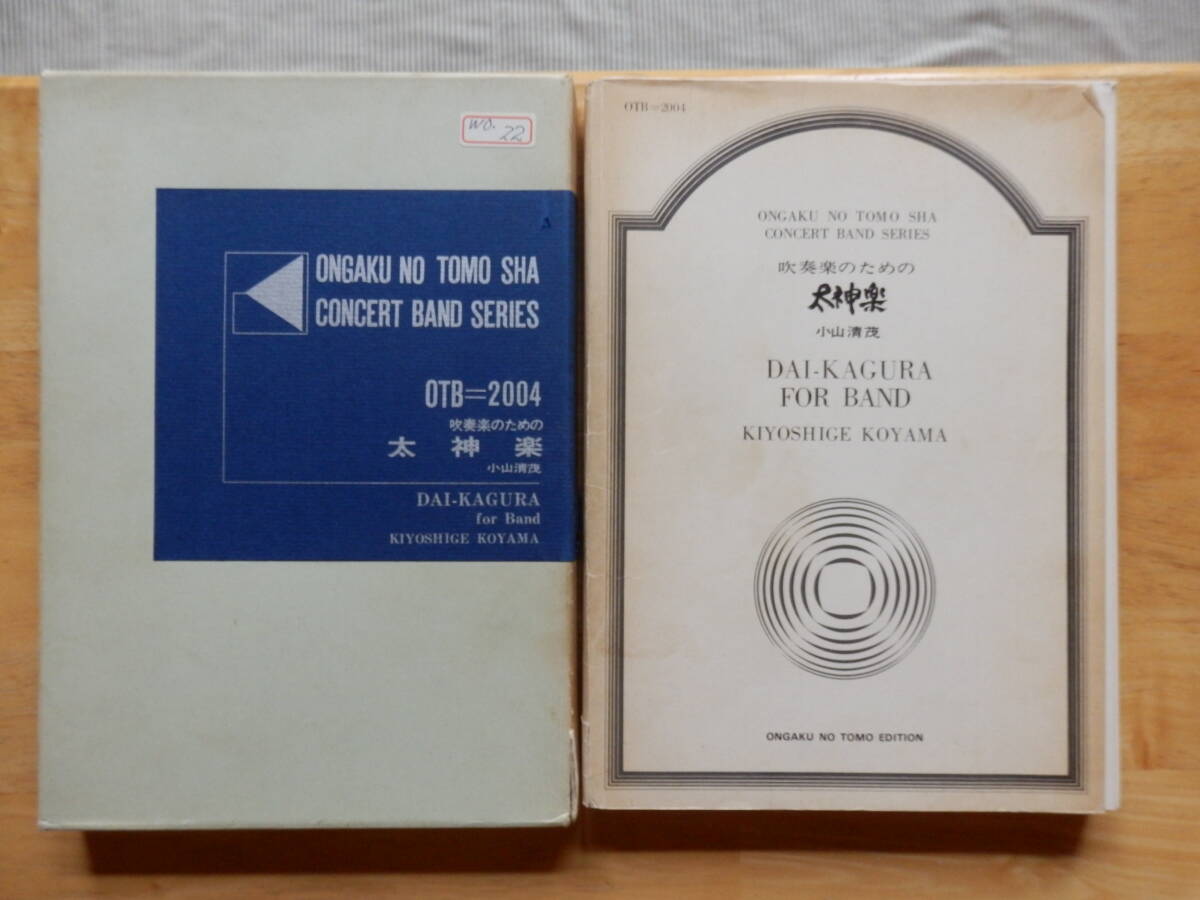 WO. 22
ONGAKU NO TOMO SHA
CONCERT BAND SERIES
OTB=2004
吹奏楽のための
太神楽
小山清茂
DAI-KAGURA
for Band
KIYOSHIGE KOYAMA
OTB=2004
ONGAKU NO TOMO SHA
CONCERT BAND SERIES
吹奏楽のための
太神楽
小山清茂
DAI-KAGURA
FOR BAND
KIYOSHIGE KOYAMA
ONGAKU NO TOMO EDITION